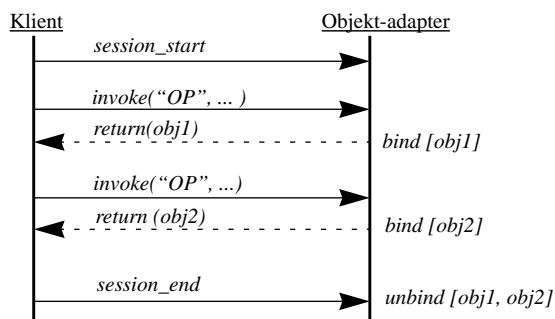 Klient Objekt-adapter
session_start
invoke(“OP”, ... )
return(obj1)
bind [obj1]
invoke(“OP”, ...)
return (obj2)
bind [obj2]
session_end
unbind [obj1, obj2]